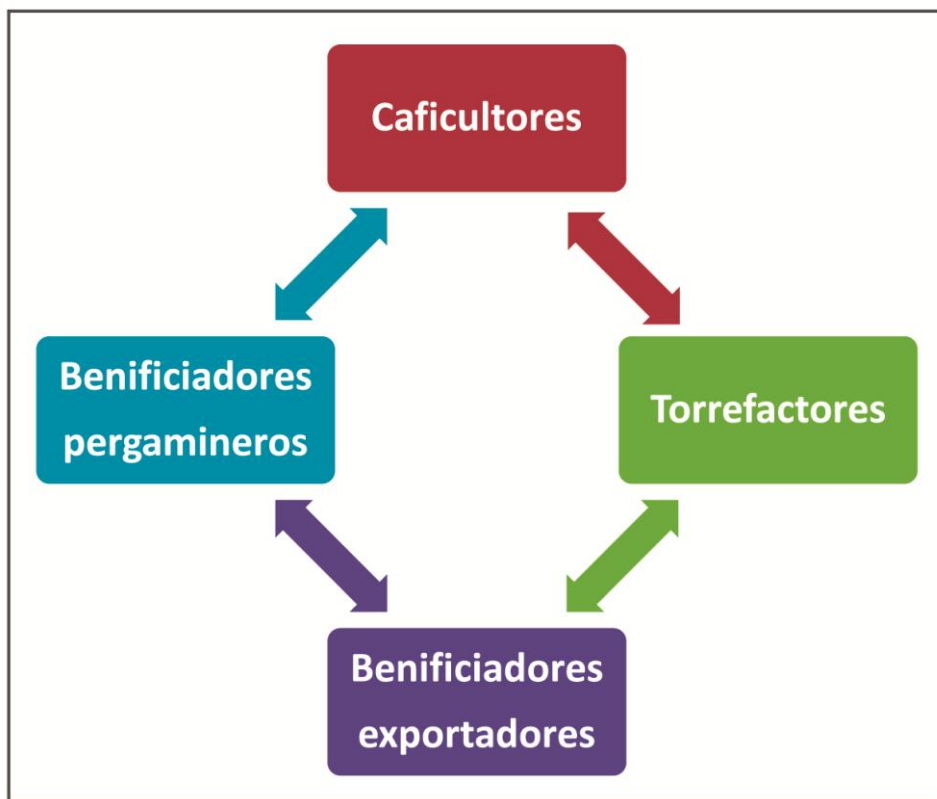 Caficultores
Benificiadores
pergamineros
Torrefactores
Benificiadores
exportadores